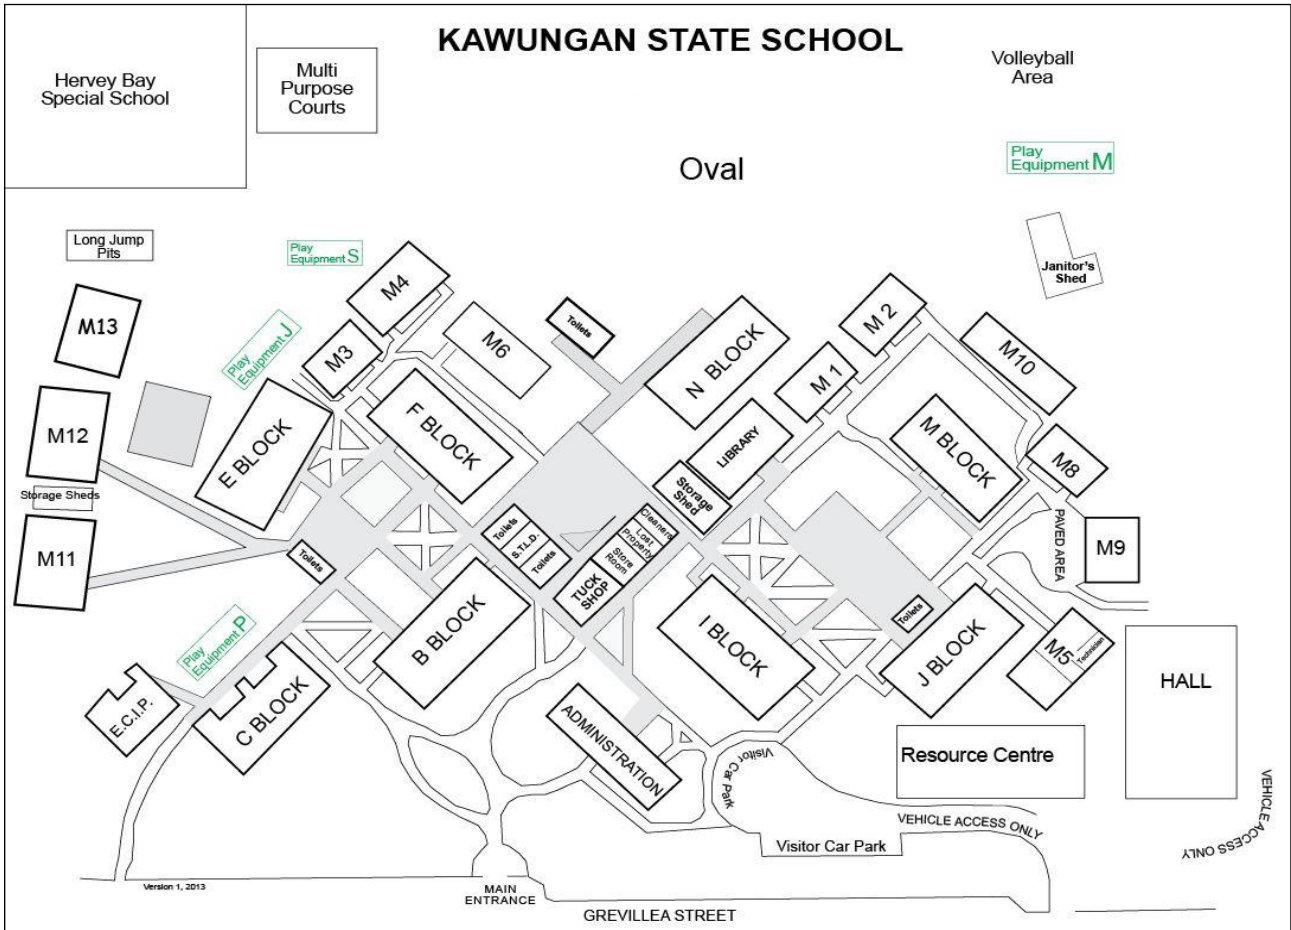 KAWUNGAN STATE SCHOOL
Hervey Bay
Special School
Multi
Purpose
Courts
Volleyball
Area
Oval
Play
Equipment M
Long Jump
Pits
Play
Equipment S
Janitor's
Shed
M4
M13
Play
Equipment J
M3
M6
Toilets
N BLOCK
M 2
M 1
M10
M12
E BLOCK
F BLOCK
LIBRARY
M BLOCK
M8
Storage Sheds
Storage
Shed
M11
Toilets
Toilets
S.T.L.D.
Toilets
Cleaners
Lost
Property
Store
Room
TUCK
SHOP
PAVED AREA
M9
Play
Equipment P
B BLOCK
I BLOCK
Toilets
J BLOCK
M5
Technician
HALL
E.C.I.P.
C BLOCK
ADMINISTRATION
Visitor Car Park
Resource Centre
VEHICLE ACCESS ONLY
VEHICLE ACCESS ONLY
Visitor Car Park
Version 1, 2013
MAIN
ENTRANCE
GREVILLEA STREET